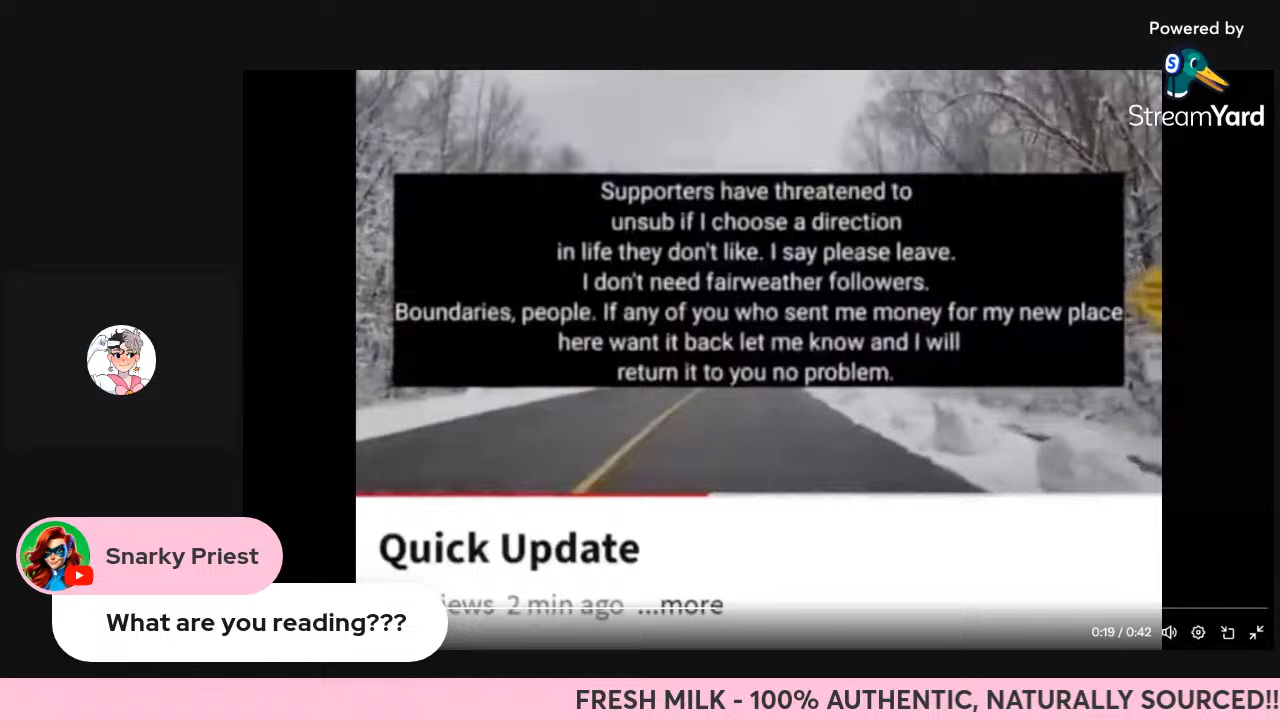 Powered by
StreamYard
Supporters have threatened to
unsub if I choose a direction
in life they don't like. I say please leave.
I don't need fairweather followers.
Boundaries, people. If any of you who sent me money for my new place
here want it back let me know and I will
return it to you no problem.
Quick Update
2 min ago ...more
Snarky Priest
What are you reading???
0:19 / 0:42
FRESH MILK - 100% AUTHENTIC, NATURALLY SOURCED!!